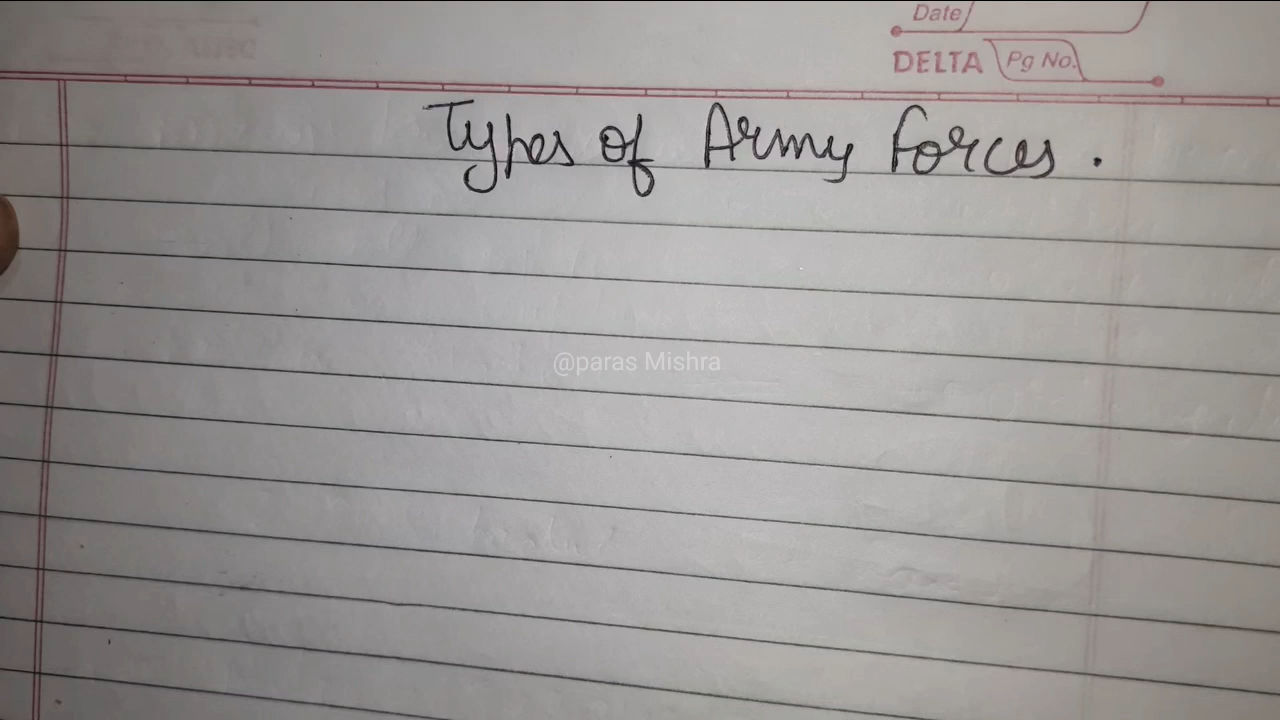 Date
DELTA Pg No.
Types of Army Forces .
@paras Mishra